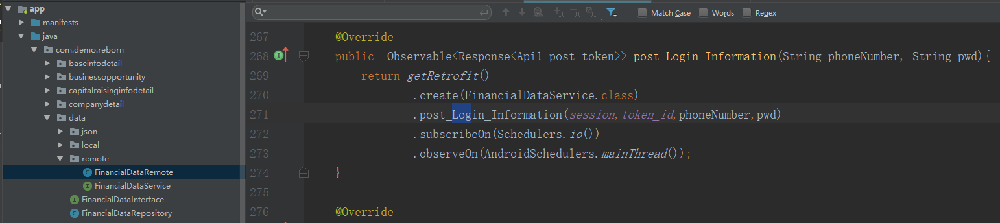 app
manifests
java
com.demo.reborn
baseinfodetail
businessopportunity
capitalraisinginfodetail
companydetail
data
json
local
remote
FinancialDataRemote
FinancialDataService
FinancialDataInterface
FinancialDataRepository
Match Case Words Regex
267 @Override
268 public Observable<Response<Apil_post_token>> post_Login_Information(String phoneNumber, String pwd){
269 return getRetrofit()
270 .create(FinancialDataService.class)
271 .post_Login_Information(session,token_id,phoneNumber,pwd)
272 .subscribeOn(Schedulers.io())
273 .observeOn(AndroidSchedulers.mainThread());
274 }
275
276 @Override